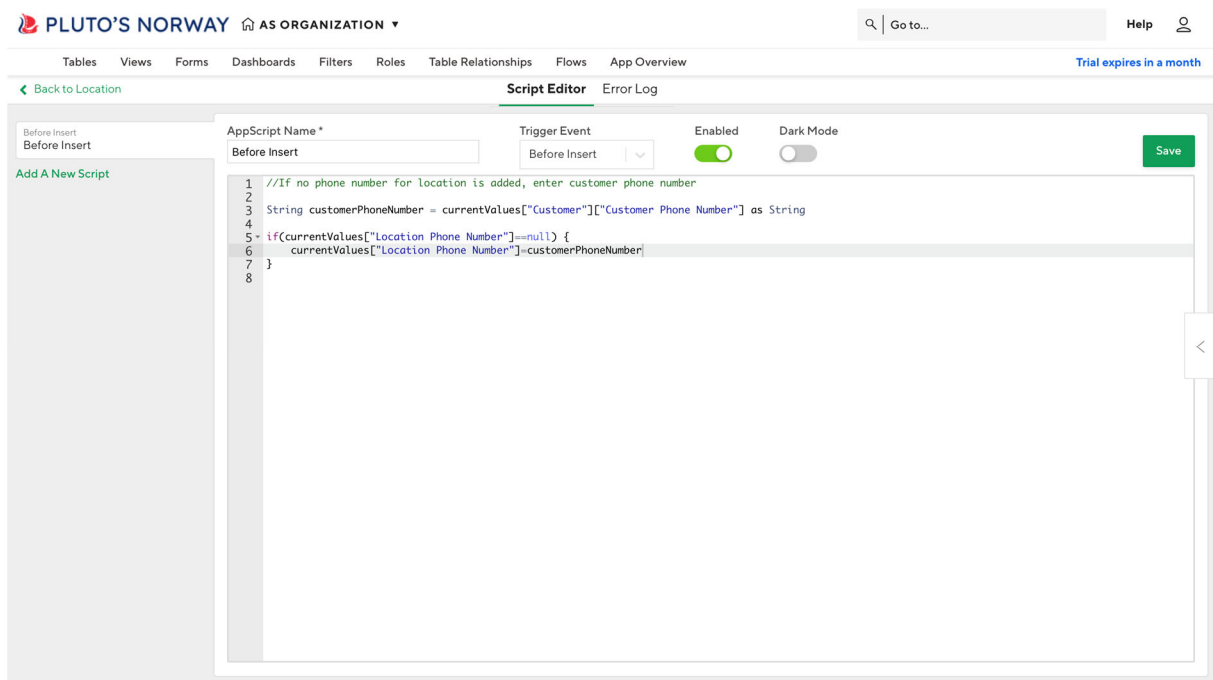 PLUTO'S NORWAY AS ORGANIZATION ▼ Go to... Help
Tables Views Forms Dashboards Filters Roles Table Relationships Flows App Overview Trial expires in a month
Back to Location Script Editor Error Log
Before Insert
Before Insert
Add A New Script
AppScript Name * Trigger Event Enabled Dark Mode
Before Insert Before Insert Save
1 //If no phone number for location is added, enter customer phone number
2
3 String customerPhoneNumber = currentValues["Customer"]["Customer Phone Number"] as String
4
5 if(currentValues["Location Phone Number"]==null) {
6 currentValues["Location Phone Number"]=customerPhoneNumber
7 }
8